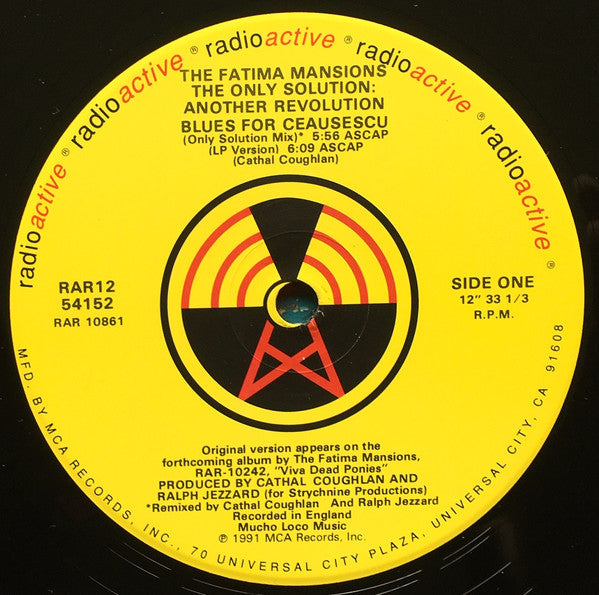 radioactive ® radioactive ® radioactive ® radioactive ® radioactive ®
THE FATIMA MANSIONS
THE ONLY SOLUTION:
ANOTHER REVOLUTION
BLUES FOR CEAUSESCU
(Only Solution Mix)* 5:56 ASCAP
(LP Version) 6:09 ASCAP
(Cathal Coughlan)
RAR12
54152
RAR 10861
SIDE ONE
12" 33 1/3
R.P.M.
Original version appears on the
forthcoming album by The Fatima Mansions,
RAR-10242, "Viva Dead Ponies"
PRODUCED BY CATHAL COUGHLAN AND
RALPH JEZZARD (for Strychnine Productions)
*Remixed by Cathal Coughlan And Ralph Jezzard
Recorded in England
Mucho Loco Music
℗ 1991 MCA Records, Inc.
MFD. BY MCA RECORDS, INC., 70 UNIVERSAL CITY PLAZA, UNIVERSAL CITY, CA 91608